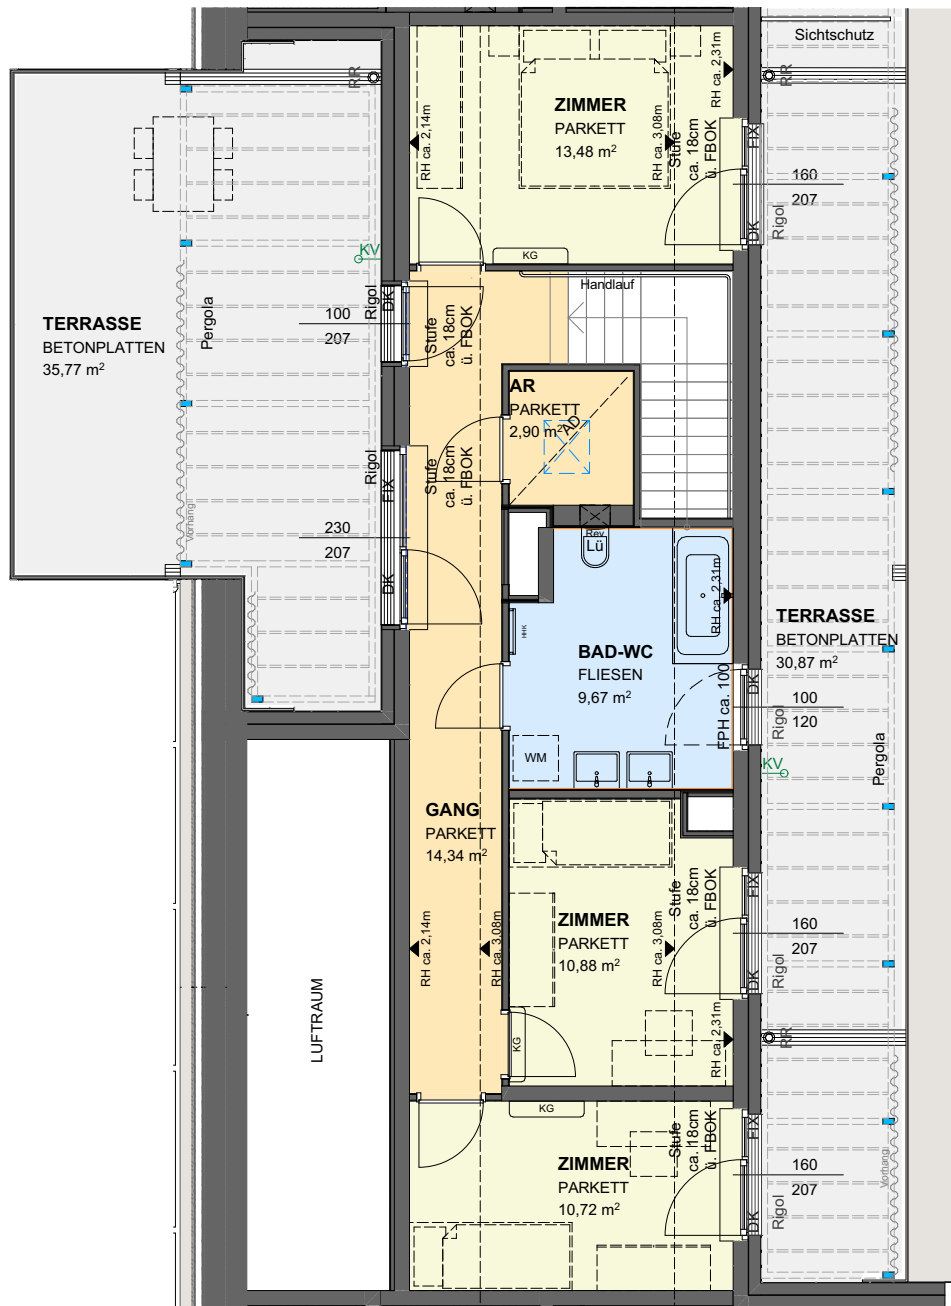 Sichtschutz
RR
RR
RH ca. 2,31m
ZIMMER
PARKETT
13,48 m²
RH ca. 2,14m
RH ca. 3,08m
Stufe
ca. 18cm
ü. FBOK
FIX
160
207
DK
Rigol
KG
KV
Handlauf
TERRASSE
BETONPLATTEN
35,77 m²
Pergola
Rigol
DK
100
207
Stufe
ca. 18cm
ü. FBOK
AR
PARKETT
2,90 m²
AD
Rigol
FIX
Stufe
ca. 18cm
ü. FBOK
Vorhang
230
207
DK
Rev.
Lü
RH ca. 2,31m
HHK
BAD-WC
FLIESEN
9,67 m²
TERRASSE
BETONPLATTEN
30,87 m²
FPH ca. 100
DK
100
120
Rigol
WM
KV
Pergola
GANG
PARKETT
14,34 m²
Stufe
ca. 18cm
ü. FBOK
FIX
ZIMMER
PARKETT
10,88 m²
160
207
RH ca. 2,14m
RH ca. 3,08m
RH ca. 3,08m
DK
Rigol
LUFTRAUM
KG
RH ca. 2,31m
RR
KG
Stufe
ca. 18cm
ü. FBOK
FIX
ZIMMER
PARKETT
10,72 m²
160
207
Vorhang
DK
Rigol